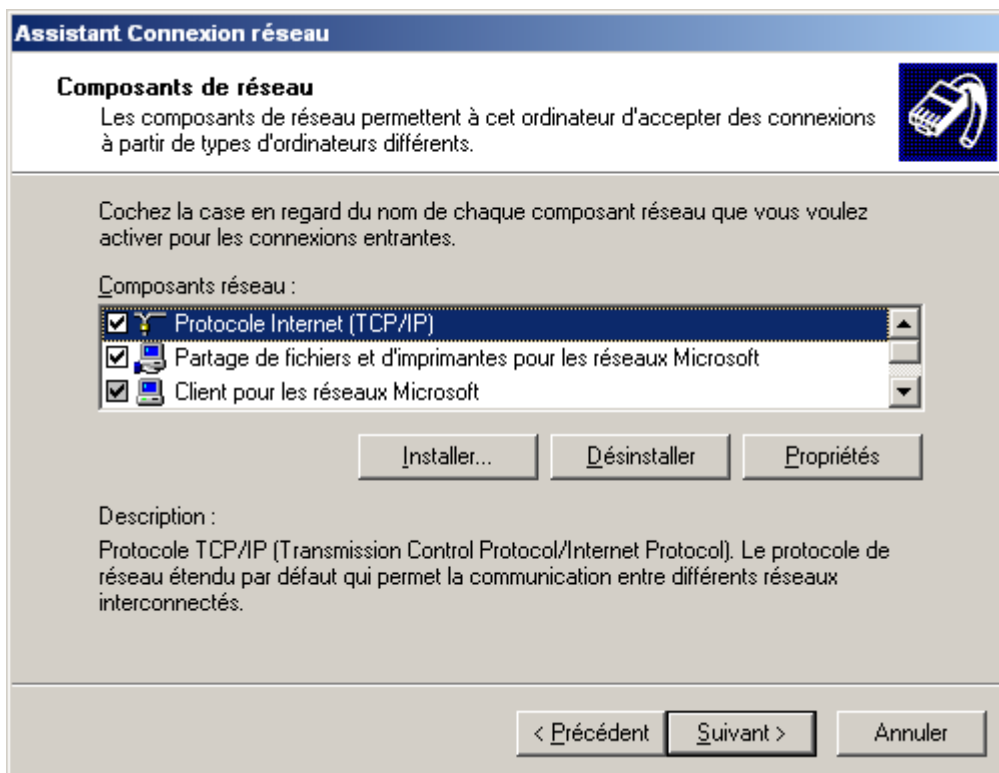 Assistant Connexion réseau
Composants de réseau
Les composants de réseau permettent à cet ordinateur d'accepter des connexions
à partir de types d'ordinateurs différents.
Cochez la case en regard du nom de chaque composant réseau que vous voulez
activer pour les connexions entrantes.
Composants réseau :
Protocole Internet (TCP/IP)
Partage de fichiers et d'imprimantes pour les réseaux Microsoft
Client pour les réseaux Microsoft
Installer... Désinstaller Propriétés
Description :
Protocole TCP/IP (Transmission Control Protocol/Internet Protocol). Le protocole de
réseau étendu par défaut qui permet la communication entre différents réseaux
interconnectés.
< Précédent Suivant > Annuler